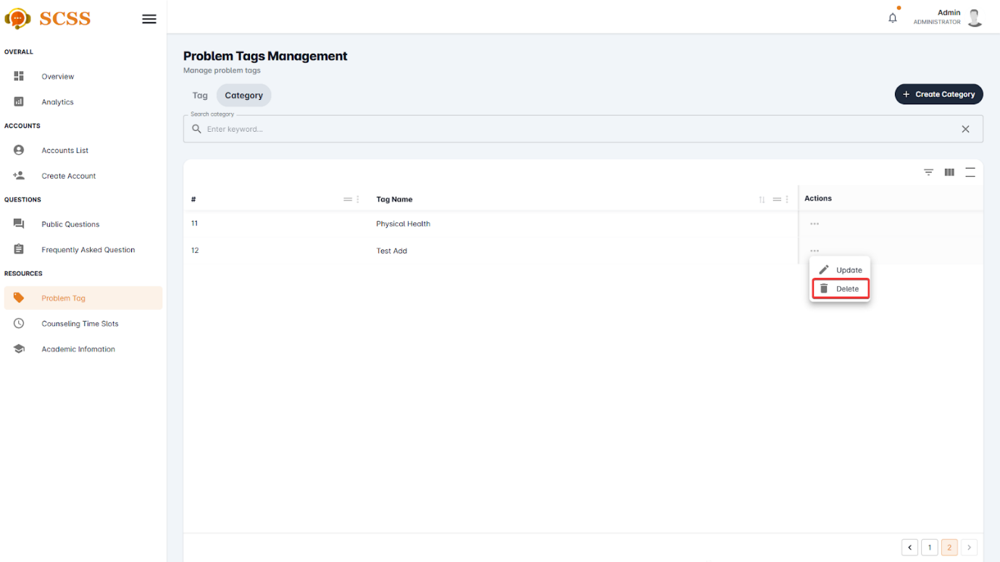 SCSS
Admin
ADMINISTRATOR
OVERALL
Overview
Analytics
ACCOUNTS
Accounts List
Create Account
QUESTIONS
Public Questions
Frequently Asked Question
RESOURCES
Problem Tag
Counseling Time Slots
Academic Infomation
Problem Tags Management
Manage problem tags
Tag Category
+ Create Category
Search category
Enter keyword...
# Tag Name Actions
11 Physical Health
12 Test Add
Update
Delete
1 2